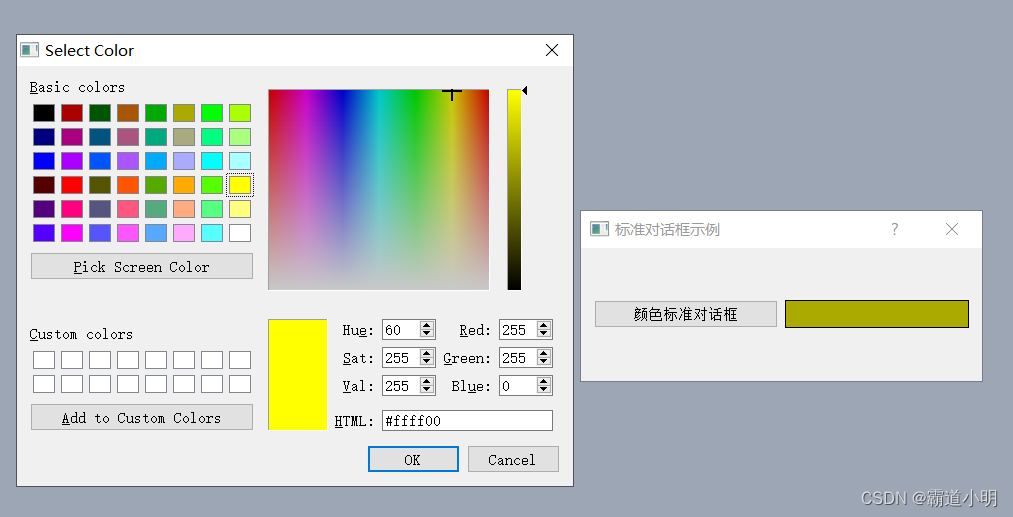 Select Color
Basic colors
Pick Screen Color
Custom colors
Add to Custom Colors
Hue: 60 Red: 255
Sat: 255 Green: 255
Val: 255 Blue: 0
HTML: #ffff00
OK Cancel
标准对话框示例 ?
颜色标准对话框
CSDN @霸道小明